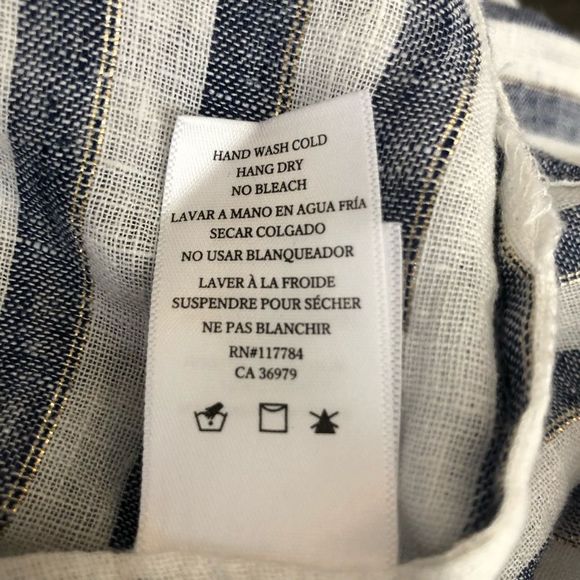 HAND WASH COLD
HANG DRY
NO BLEACH
LAVAR A MANO EN AGUA FRÍA
SECAR COLGADO
NO USAR BLANQUEADOR
LAVER À LA FROIDE
SUSPENDRE POUR SÉCHER
NE PAS BLANCHIR
RN#117784
CA 36979